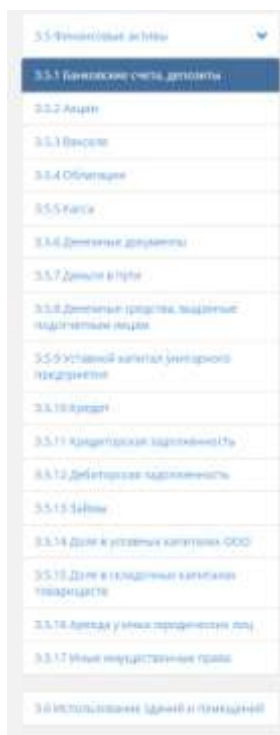 3.5 Финансовые активы
3.5.1 Банковские счета, депозиты
3.5.2 Акции
3.5.3 Векселя
3.5.4 Облигации
3.5.5 Касса
3.5.6 Денежные документы
3.5.7 Деньги в пути
3.5.8 Денежные средства, выданные
подотчетным лицам
3.5.9 Уставной капитал унитарного
предприятия
3.5.10 Кредит
3.5.11 Кредиторская задолженность
3.5.12 Дебиторская задолженность
3.5.13 Займы
3.5.14 Доли в уставных капиталах ООО
3.5.15 Доли в складочных капиталах
товариществ
3.5.16 Аренда у иных юридических лиц
3.5.17 Иные имущественные права
3.6 Использование зданий и помещений